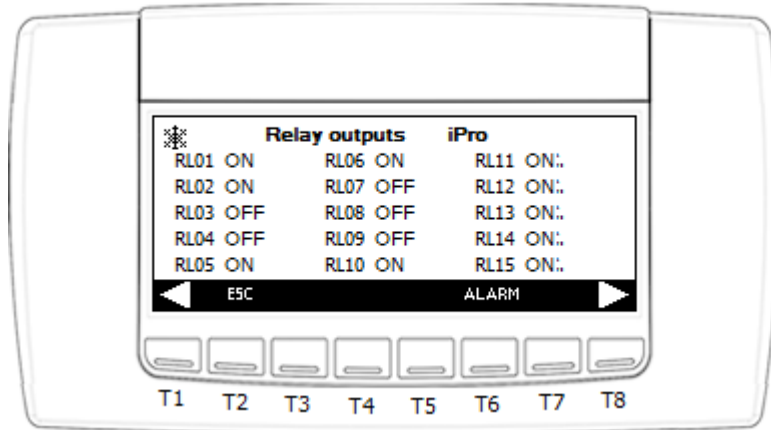 Relay outputs iPro
RL01 ON RL06 ON RL11 ON:.
RL02 ON RL07 OFF RL12 ON:.
RL03 OFF RL08 OFF RL13 ON:.
RL04 OFF RL09 OFF RL14 ON:.
RL05 ON RL10 ON RL15 ON:.
ESC ALARM
T1 T2 T3 T4 T5 T6 T7 T8